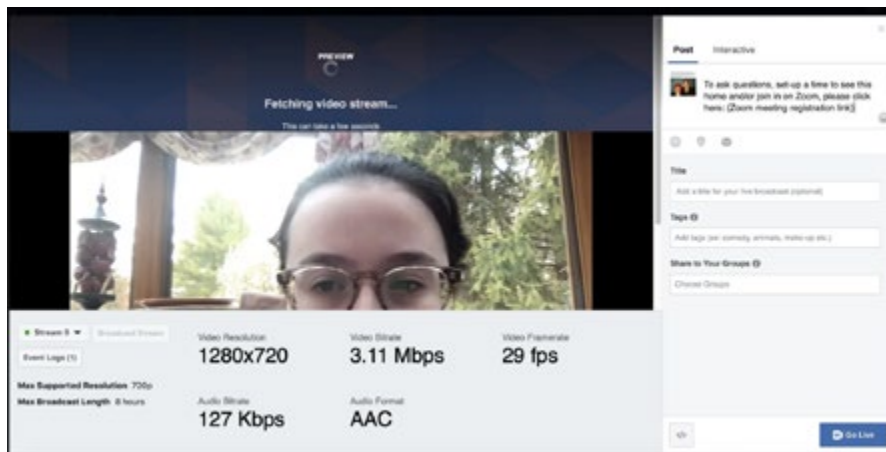 PREVIEW
Fetching video stream...
This can take a few seconds
Stream 0
Broadcast Stream
Event Logs (1)
Max Supported Resolution 700p
Max Broadcast Length 8 hours
Video Resolution
1280x720
Video Bitrate
3.11 Mbps
Video Framerate
29 fps
Audio Bitrate
127 Kbps
Audio Format
AAC
Post Interactive
To ask questions, set-up a time to see this
home and/or join in on Zoom, please click
here: (Zoom meeting registration link)
Title
Add a title for your live broadcast (optional)
Tags
Add tags (ex: comedy, animals, make-up etc.)
Share to Your Groups
Choose Groups
Go Live